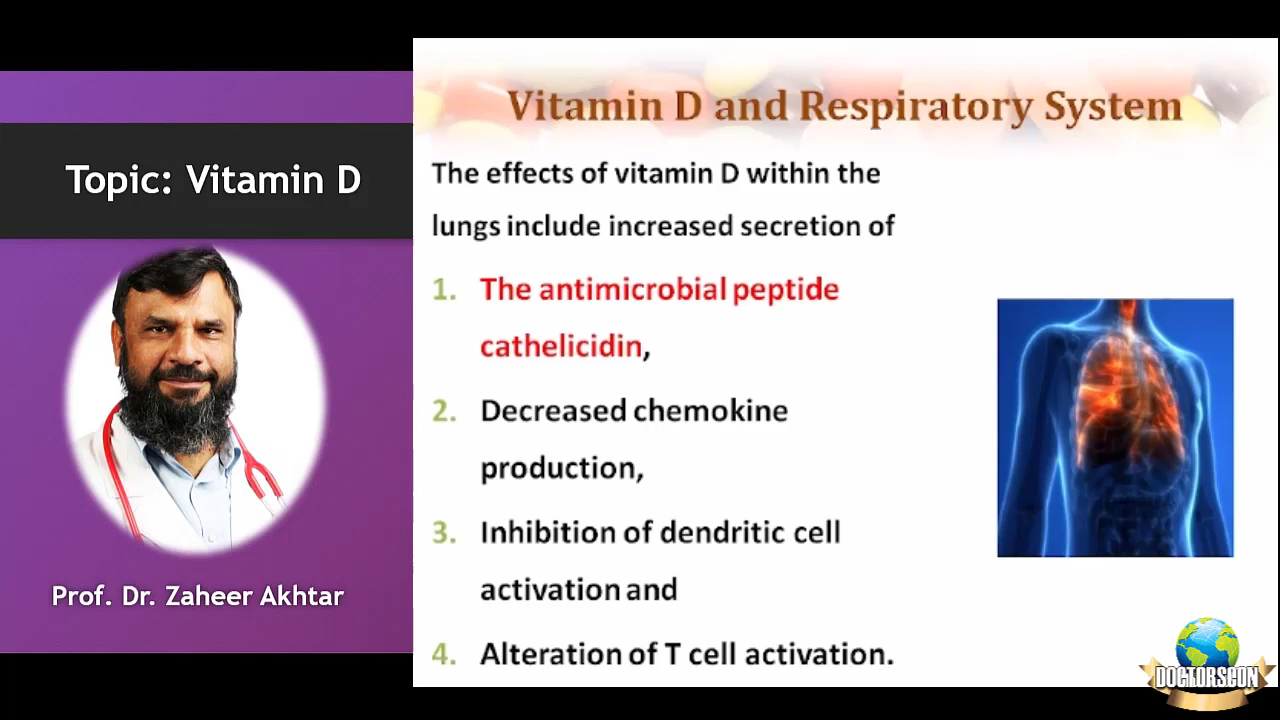 Topic: Vitamin D
Prof. Dr. Zaheer Akhtar
Vitamin D and Respiratory System
The effects of vitamin D within the
lungs include increased secretion of
1. The antimicrobial peptide
cathelicidin,
2. Decreased chemokine
production,
3. Inhibition of dendritic cell
activation and
4. Alteration of T cell activation.
DOCTORSCON